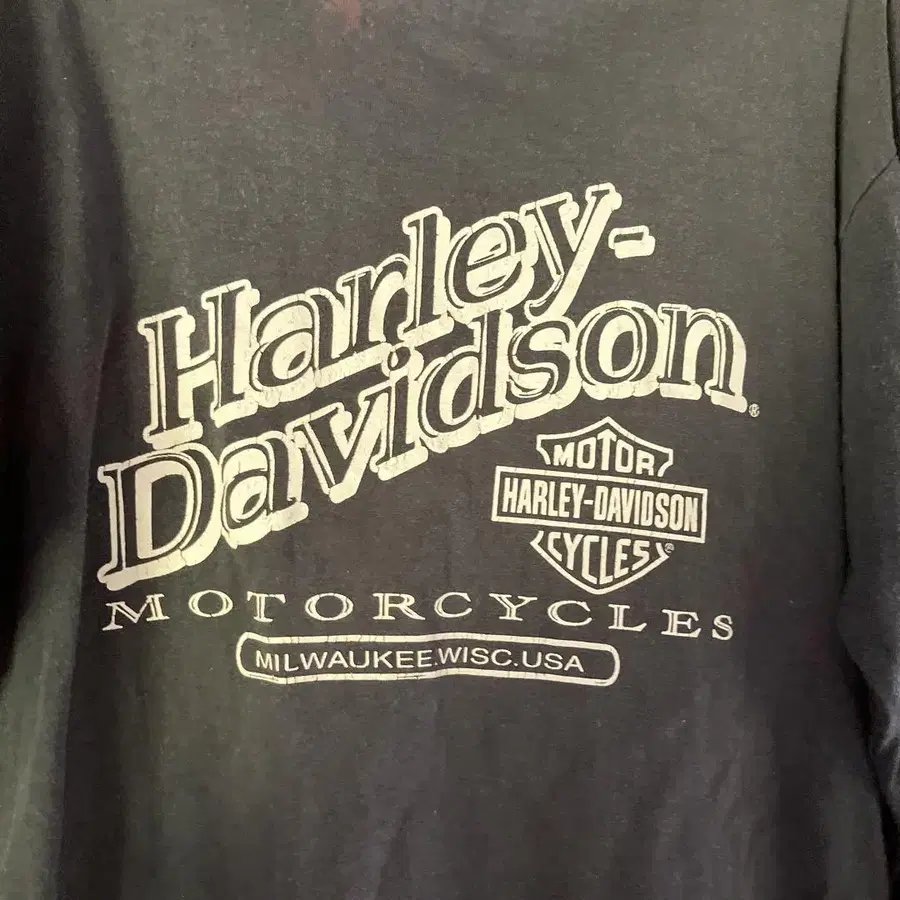 Harley-
Davidson®
MOTOR
HARLEY-DAVIDSON
CYCLES®
MOTORCYCLES
MILWAUKEE.WISC.USA